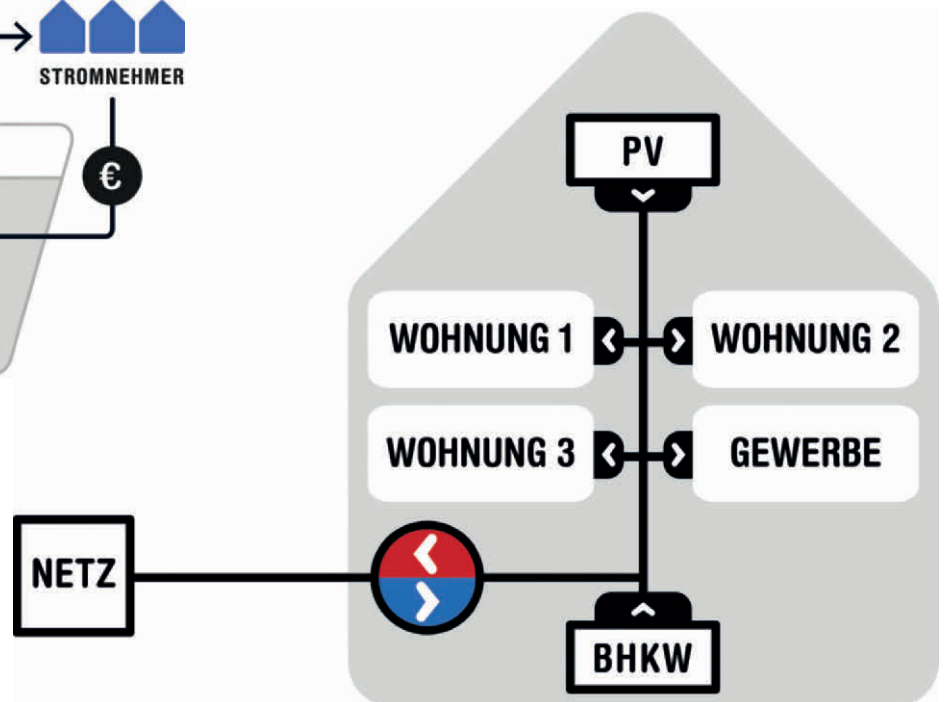 STROMNEHMER
€
PV
WOHNUNG 1
WOHNUNG 2
WOHNUNG 3
GEWERBE
NETZ
BHKW